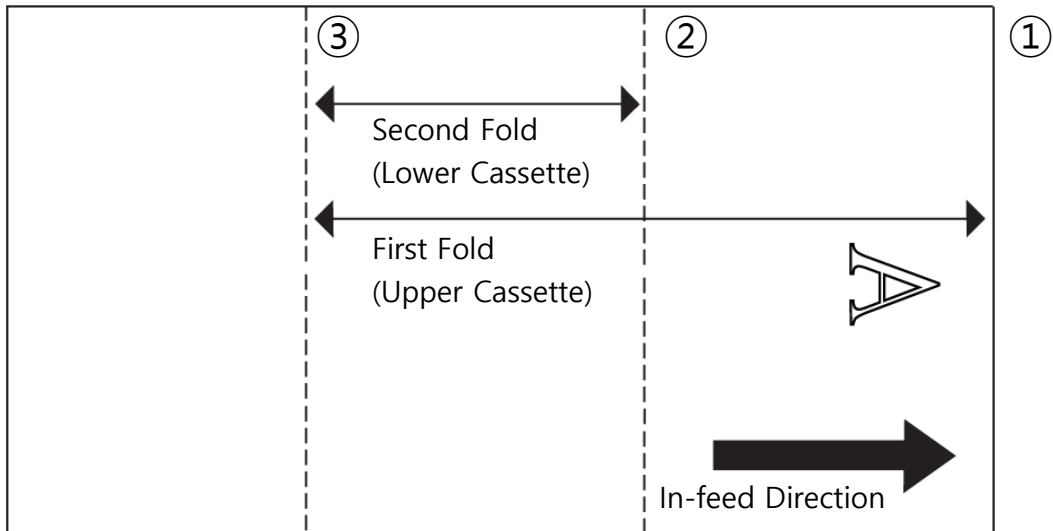 ③
②
①
Second Fold
(Lower Cassette)
First Fold
(Upper Cassette)
A
In-feed Direction